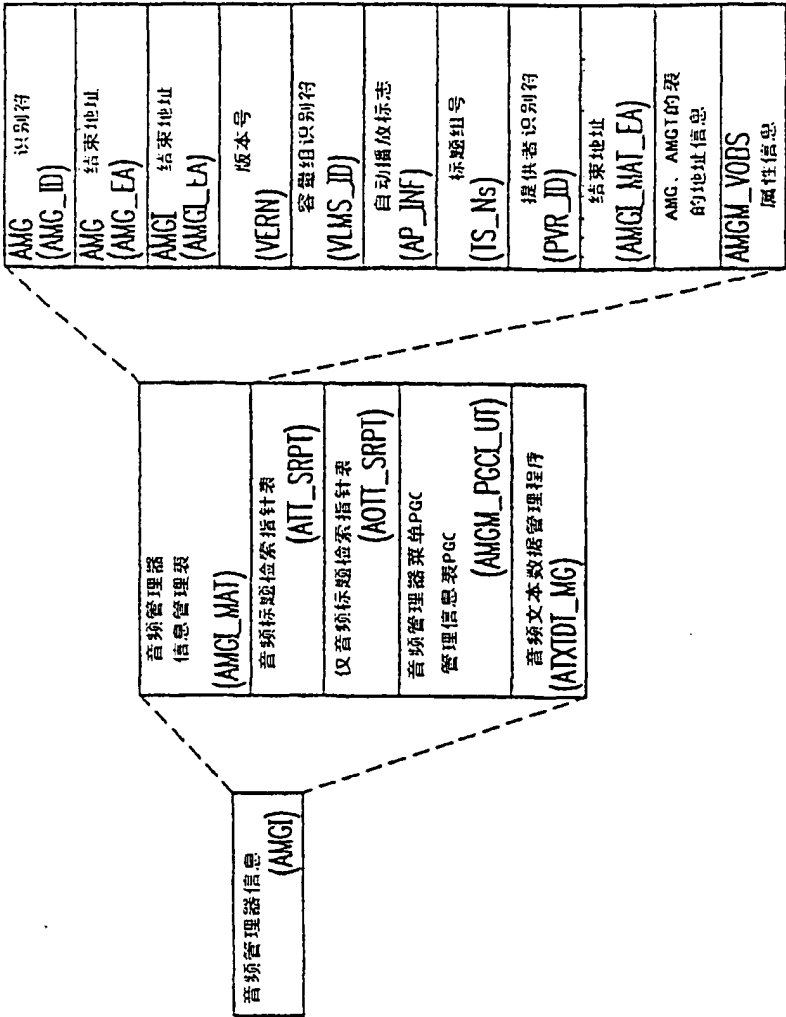 音频管理器信息
(AMGI)
音频管理器
信息管理表
(AMGI_MAT)
音频标题检索指针表
(ATT_SRPT)
仅音频标题检索指针表
(AOTT_SRPT)
音频管理器菜单PGC
管理信息表PGC
(AMGM_PGCI_UT)
音频文本数据管理程序
(ATXTDT_MG)
AMG 识别符
(AMG_ID)
AMG 结束地址
(AMG_EA)
AMGI 结束地址
(AMGI_EA)
版本号
(VERN)
容量组识别符
(VLMS_ID)
自动播放标志
(AP_INF)
标题组号
(TS_Ns)
提供者识别符
(PVR_ID)
结束地址
(AMGI_MAT_EA)
AMG、AMGI的表
的地址信息
AMGM_VOBS
属性信息